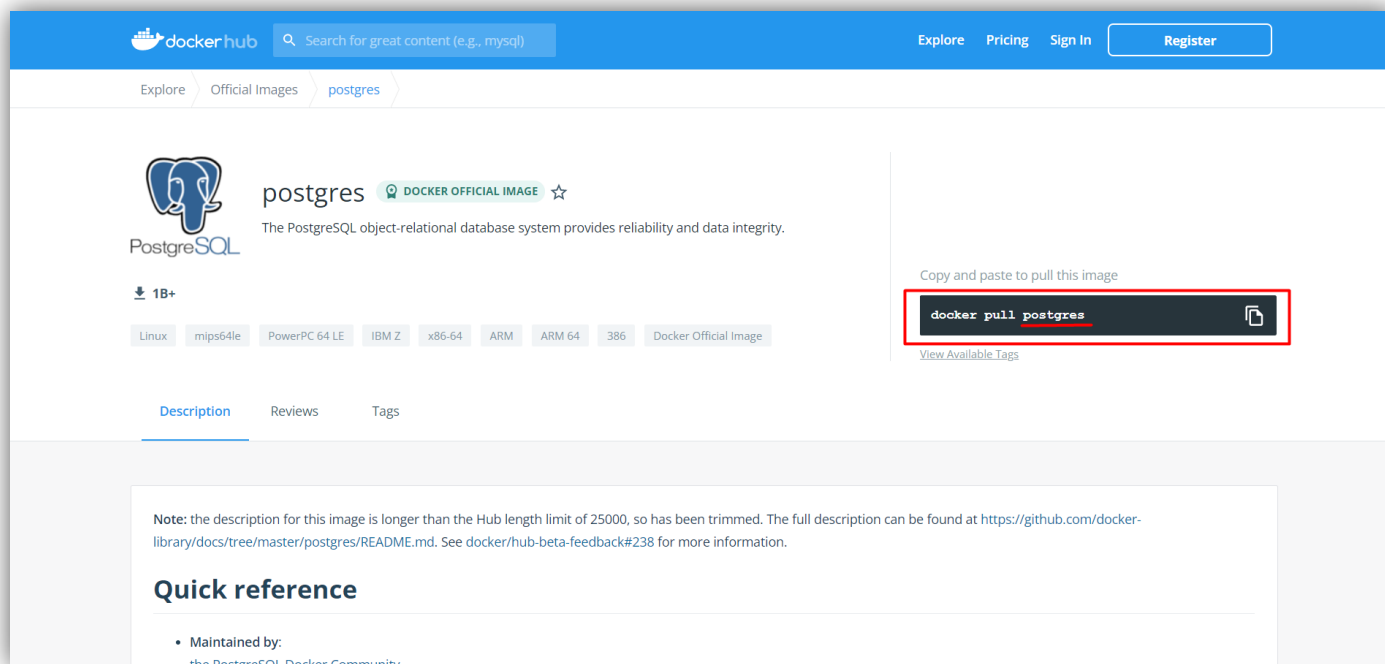 dockerhub
Search for great content (e.g., mysql)
Explore Pricing Sign In Register
Explore Official Images postgres
PostgreSQL
postgres DOCKER OFFICIAL IMAGE
The PostgreSQL object-relational database system provides reliability and data integrity.
1B+
Linux mips64le PowerPC 64 LE IBM Z x86-64 ARM ARM 64 386 Docker Official Image
Copy and paste to pull this image
docker pull postgres
View Available Tags
Description Reviews Tags
Note: the description for this image is longer than the Hub length limit of 25000, so has been trimmed. The full description can be found at https://github.com/docker-
library/docs/tree/master/postgres/README.md. See docker/hub-beta-feedback#238 for more information.
Quick reference
• Maintained by:
the PostgreSQL Docker Community